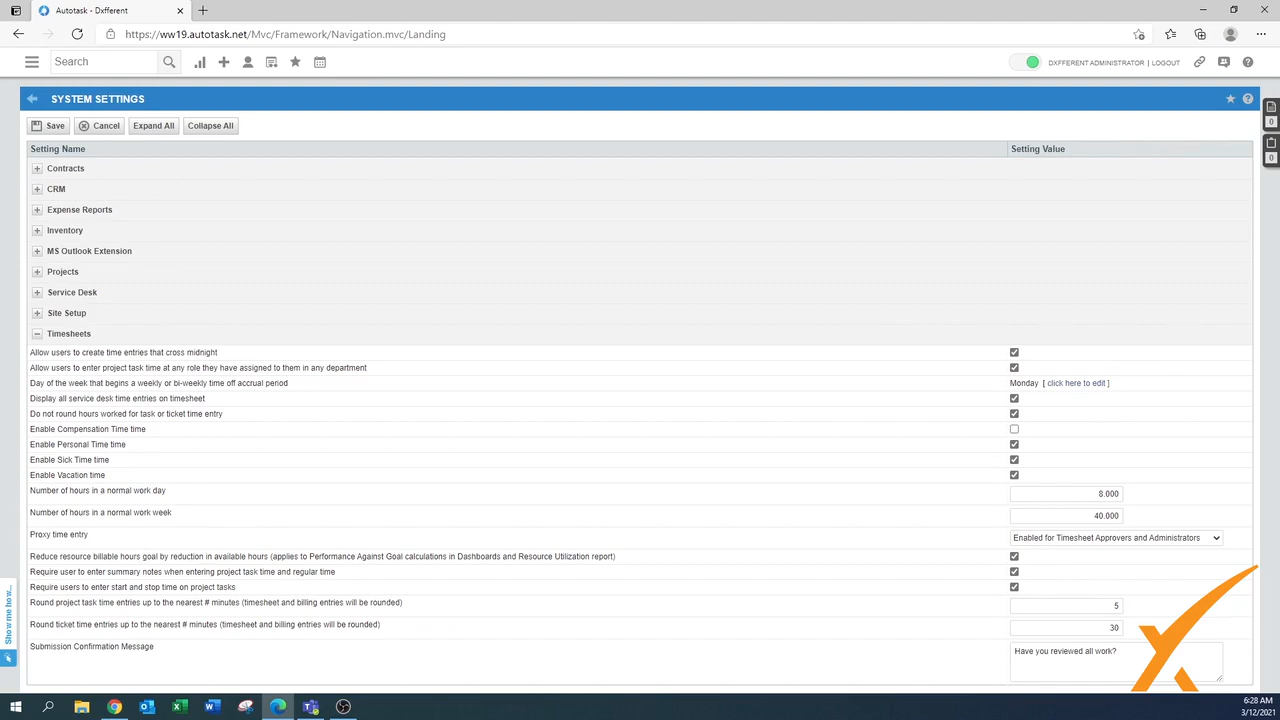 Autotask - Dxfferent
https://ww19.autotask.net/Mvc/Framework/Navigation.mvc/Landing
Search
DXFFERENT ADMINISTRATOR | LOGOUT
SYSTEM SETTINGS
Save Cancel Expand All Collapse All
0
0
Setting Name Setting Value
Contracts
CRM
Expense Reports
Inventory
MS Outlook Extension
Projects
Service Desk
Site Setup
Timesheets
Allow users to create time entries that cross midnight
Allow users to enter project task time at any role they have assigned to them in any department
Day of the week that begins a weekly or bi-weekly time off accrual period Monday [ click here to edit ]
Display all service desk time entries on timesheet
Do not round hours worked for task or ticket time entry
Enable Compensation Time time
Enable Personal Time time
Enable Sick Time time
Enable Vacation time
Number of hours in a normal work day 8.000
Number of hours in a normal work week 40.000
Proxy time entry Enabled for Timesheet Approvers and Administrators
Reduce resource billable hours goal by reduction in available hours (applies to Performance Against Goal calculations in Dashboards and Resource Utilization report)
Require user to enter summary notes when entering project task time and regular time
Require users to enter start and stop time on project tasks
Round project task time entries up to the nearest # minutes (timesheet and billing entries will be rounded) 5
Round ticket time entries up to the nearest # minutes (timesheet and billing entries will be rounded) 30
Submission Confirmation Message Have you reviewed all work?
Show me how...
6:28 AM
3/12/2021